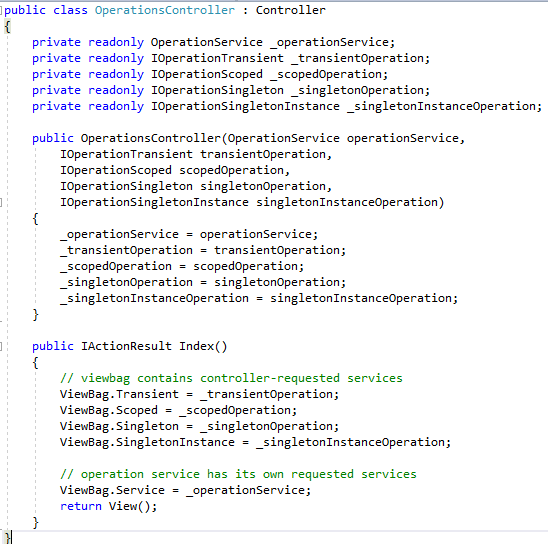 public class OperationsController : Controller
{
    private readonly OperationService _operationService;
    private readonly IOperationTransient _transientOperation;
    private readonly IOperationScoped _scopedOperation;
    private readonly IOperationSingleton _singletonOperation;
    private readonly IOperationSingletonInstance _singletonInstanceOperation;

    public OperationsController(OperationService operationService,
        IOperationTransient transientOperation,
        IOperationScoped scopedOperation,
        IOperationSingleton singletonOperation,
        IOperationSingletonInstance singletonInstanceOperation)
    {
        _operationService = operationService;
        _transientOperation = transientOperation;
        _scopedOperation = scopedOperation;
        _singletonOperation = singletonOperation;
        _singletonInstanceOperation = singletonInstanceOperation;
    }

    public IActionResult Index()
    {
        // viewbag contains controller-requested services
        ViewBag.Transient = _transientOperation;
        ViewBag.Scoped = _scopedOperation;
        ViewBag.Singleton = _singletonOperation;
        ViewBag.SingletonInstance = _singletonInstanceOperation;

        // operation service has its own requested services
        ViewBag.Service = _operationService;
        return View();
    }
}